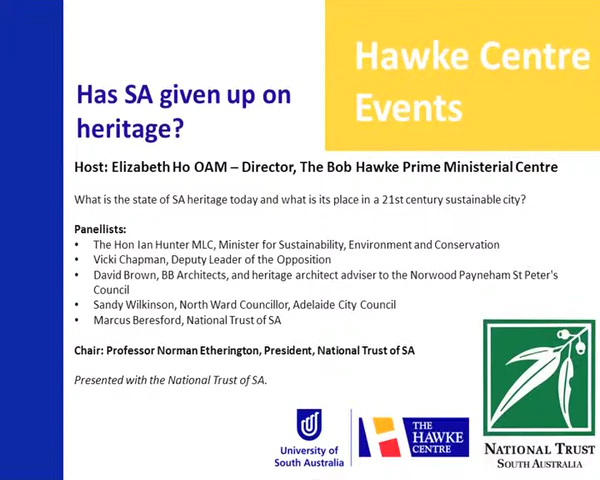 Hawke Centre
Events
Has SA given up on
heritage?
Host: Elizabeth Ho OAM – Director, The Bob Hawke Prime Ministerial Centre
What is the state of SA heritage today and what is its place in a 21st century sustainable city?
Panellists:
• The Hon Ian Hunter MLC, Minister for Sustainability, Environment and Conservation
• Vicki Chapman, Deputy Leader of the Opposition
• David Brown, BB Architects, and heritage architect adviser to the Norwood Payneham St Peter's
Council
• Sandy Wilkinson, North Ward Councillor, Adelaide City Council
• Marcus Beresford, National Trust of SA
Chair: Professor Norman Etherington, President, National Trust of SA
Presented with the National Trust of SA.
University of
South Australia
THE
HAWKE
CENTRE
NATIONAL TRUST
SOUTH AUSTRALIA